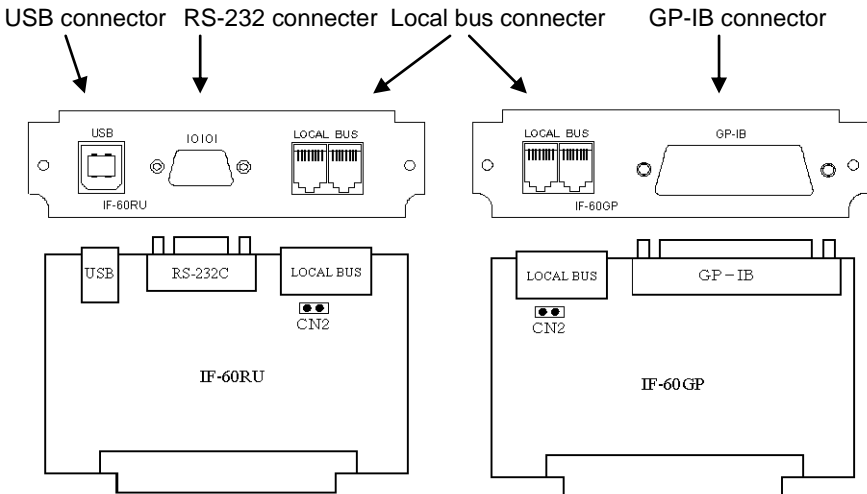 USB connector RS-232 connecter Local bus connecter GP-IB connector
USB IOIOI LOCAL BUS
IF-60RU
LOCAL BUS GP-IB
IF-60GP
USB RS-232C LOCAL BUS
CN2
IF-60RU
LOCAL BUS GP-IB
CN2
IF-60GP